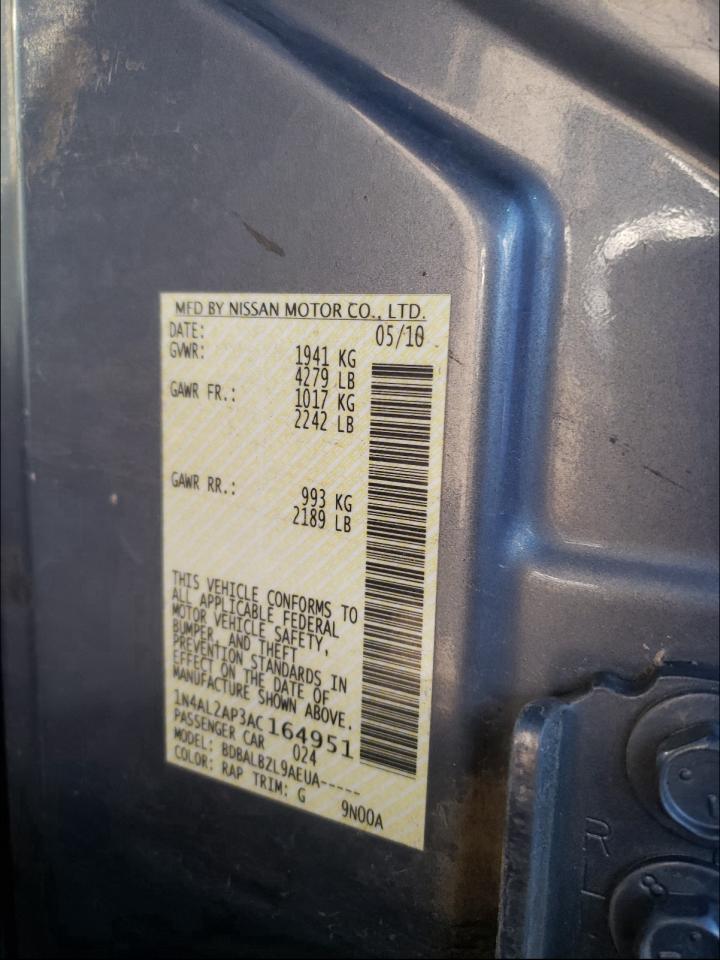 MFD BY NISSAN MOTOR CO., LTD.
DATE: 05/10
GVWR: 1941 KG
4279 LB
GAWR FR.: 1017 KG
2242 LB
GAWR RR.: 993 KG
2189 LB
THIS VEHICLE CONFORMS TO
ALL APPLICABLE FEDERAL
MOTOR VEHICLE SAFETY,
BUMPER, AND THEFT
PREVENTION STANDARDS IN
EFFECT ON THE DATE OF
MANUFACTURE SHOWN ABOVE.
1N4AL2AP3AC164951
PASSENGER CAR 024
MODEL: BDBALBZL9AEUA-----
COLOR: RAP TRIM: G 9N00A
R
L
8